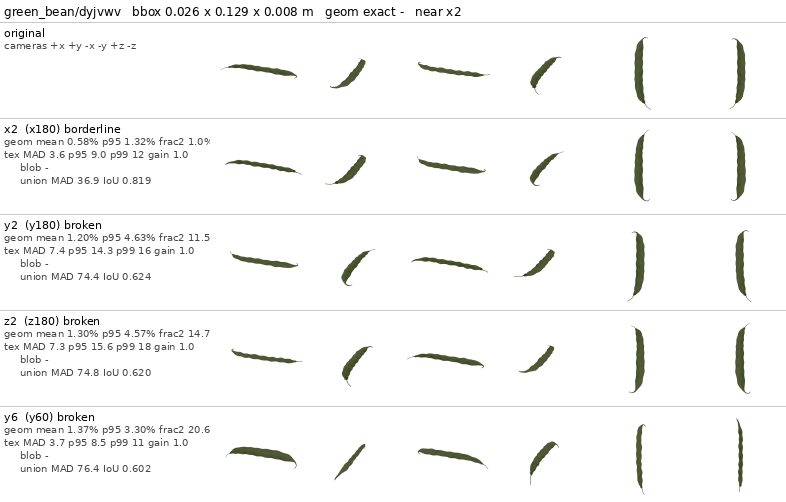 green_bean/dyjvwv   bbox 0.026 x 0.129 x 0.008 m   geom exact -   near x2
original
cameras +x +y -x -y +z -z
x2  (x180) borderline
geom mean 0.58% p95 1.32% frac2 1.0%
tex MAD 3.6 p95 9.0 p99 12 gain 1.0
blob -
union MAD 36.9 IoU 0.819
y2  (y180) broken
geom mean 1.20% p95 4.63% frac2 11.5
tex MAD 7.4 p95 14.3 p99 16 gain 1.0
blob -
union MAD 74.4 IoU 0.624
z2  (z180) broken
geom mean 1.30% p95 4.57% frac2 14.7
tex MAD 7.3 p95 15.6 p99 18 gain 1.0
blob -
union MAD 74.8 IoU 0.620
y6  (y60) broken
geom mean 1.37% p95 3.30% frac2 20.6
tex MAD 3.7 p95 8.5 p99 11 gain 1.0
blob -
union MAD 76.4 IoU 0.602